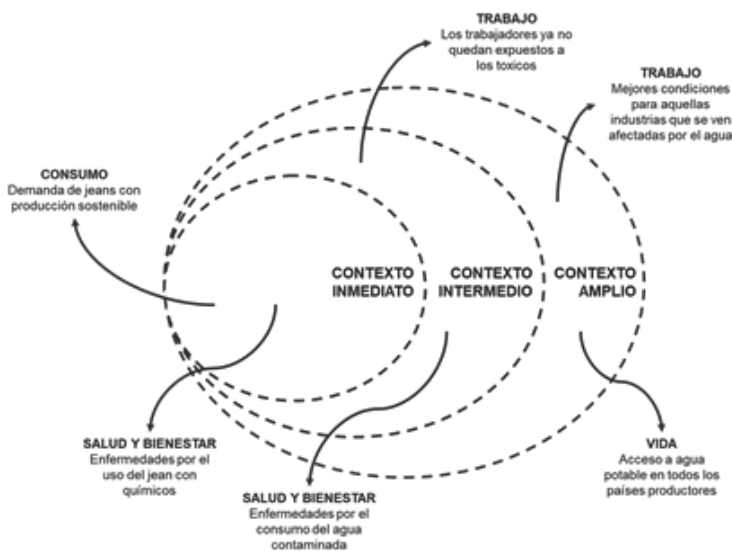 TRABAJO
Los trabajadores ya no
quedan expuestos a
los toxicos
TRABAJO
Mejores condiciones
para aquellas
industrias que se ven
afectadas por el agua
CONSUMO
Demanda de jeans con
producción sostenible
CONTEXTO
INMEDIATO
CONTEXTO
INTERMEDIO
CONTEXTO
AMPLIO
SALUD Y BIENESTAR
Enfermedades por el
uso del jean con
químicos
SALUD Y BIENESTAR
Enfermedades por el
consumo del agua
contaminada
VIDA
Acceso a agua
potable en todos los
países productores